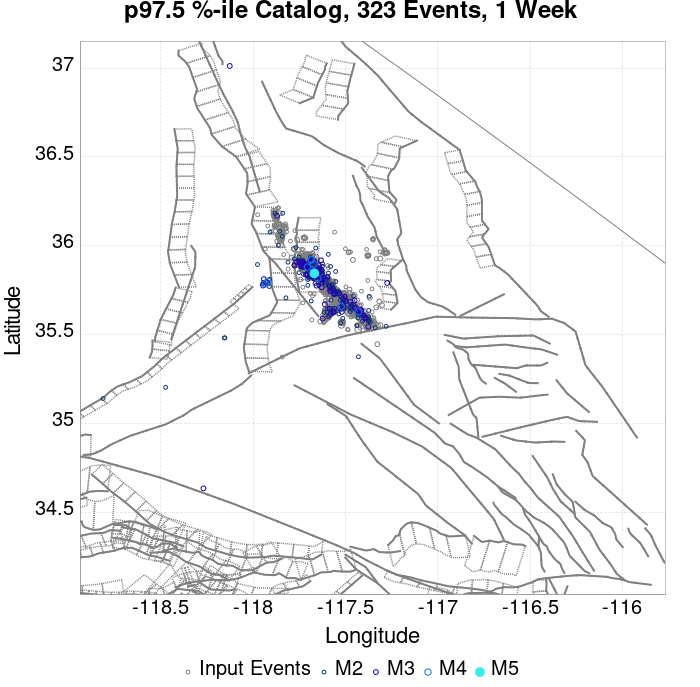 p97.5 %-ile Catalog, 323 Events, 1 Week
37
36.5
36
35.5
35
34.5
Latitude
-118.5 -118 -117.5 -117 -116.5 -116
Longitude
Input Events M2 M3 M4 M5